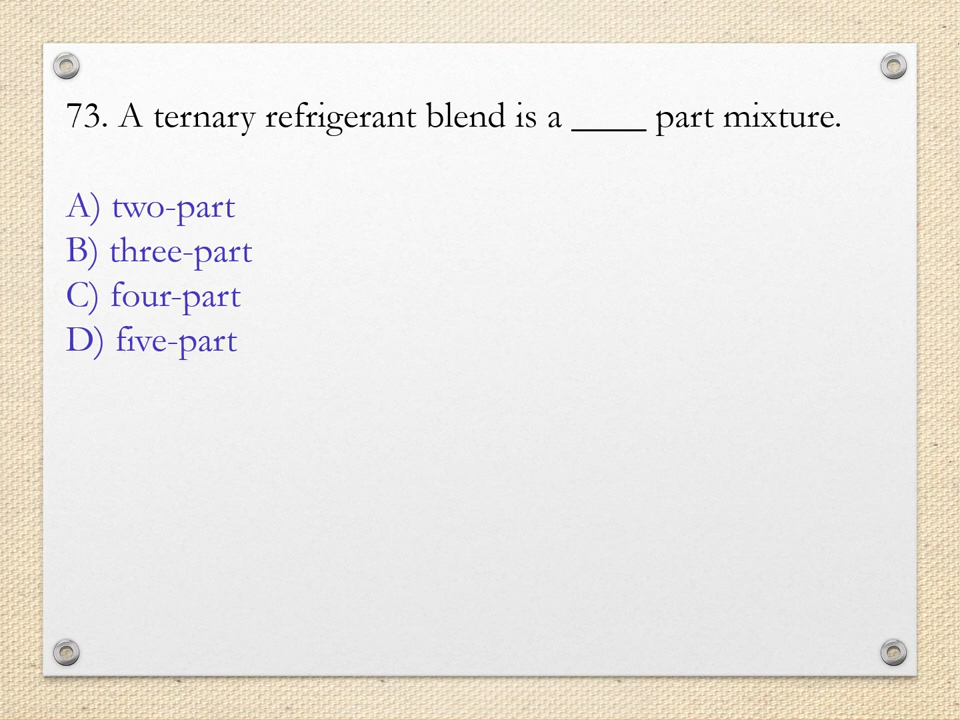 73. A ternary refrigerant blend is a ____ part mixture.
A) two-part
B) three-part
C) four-part
D) five-part